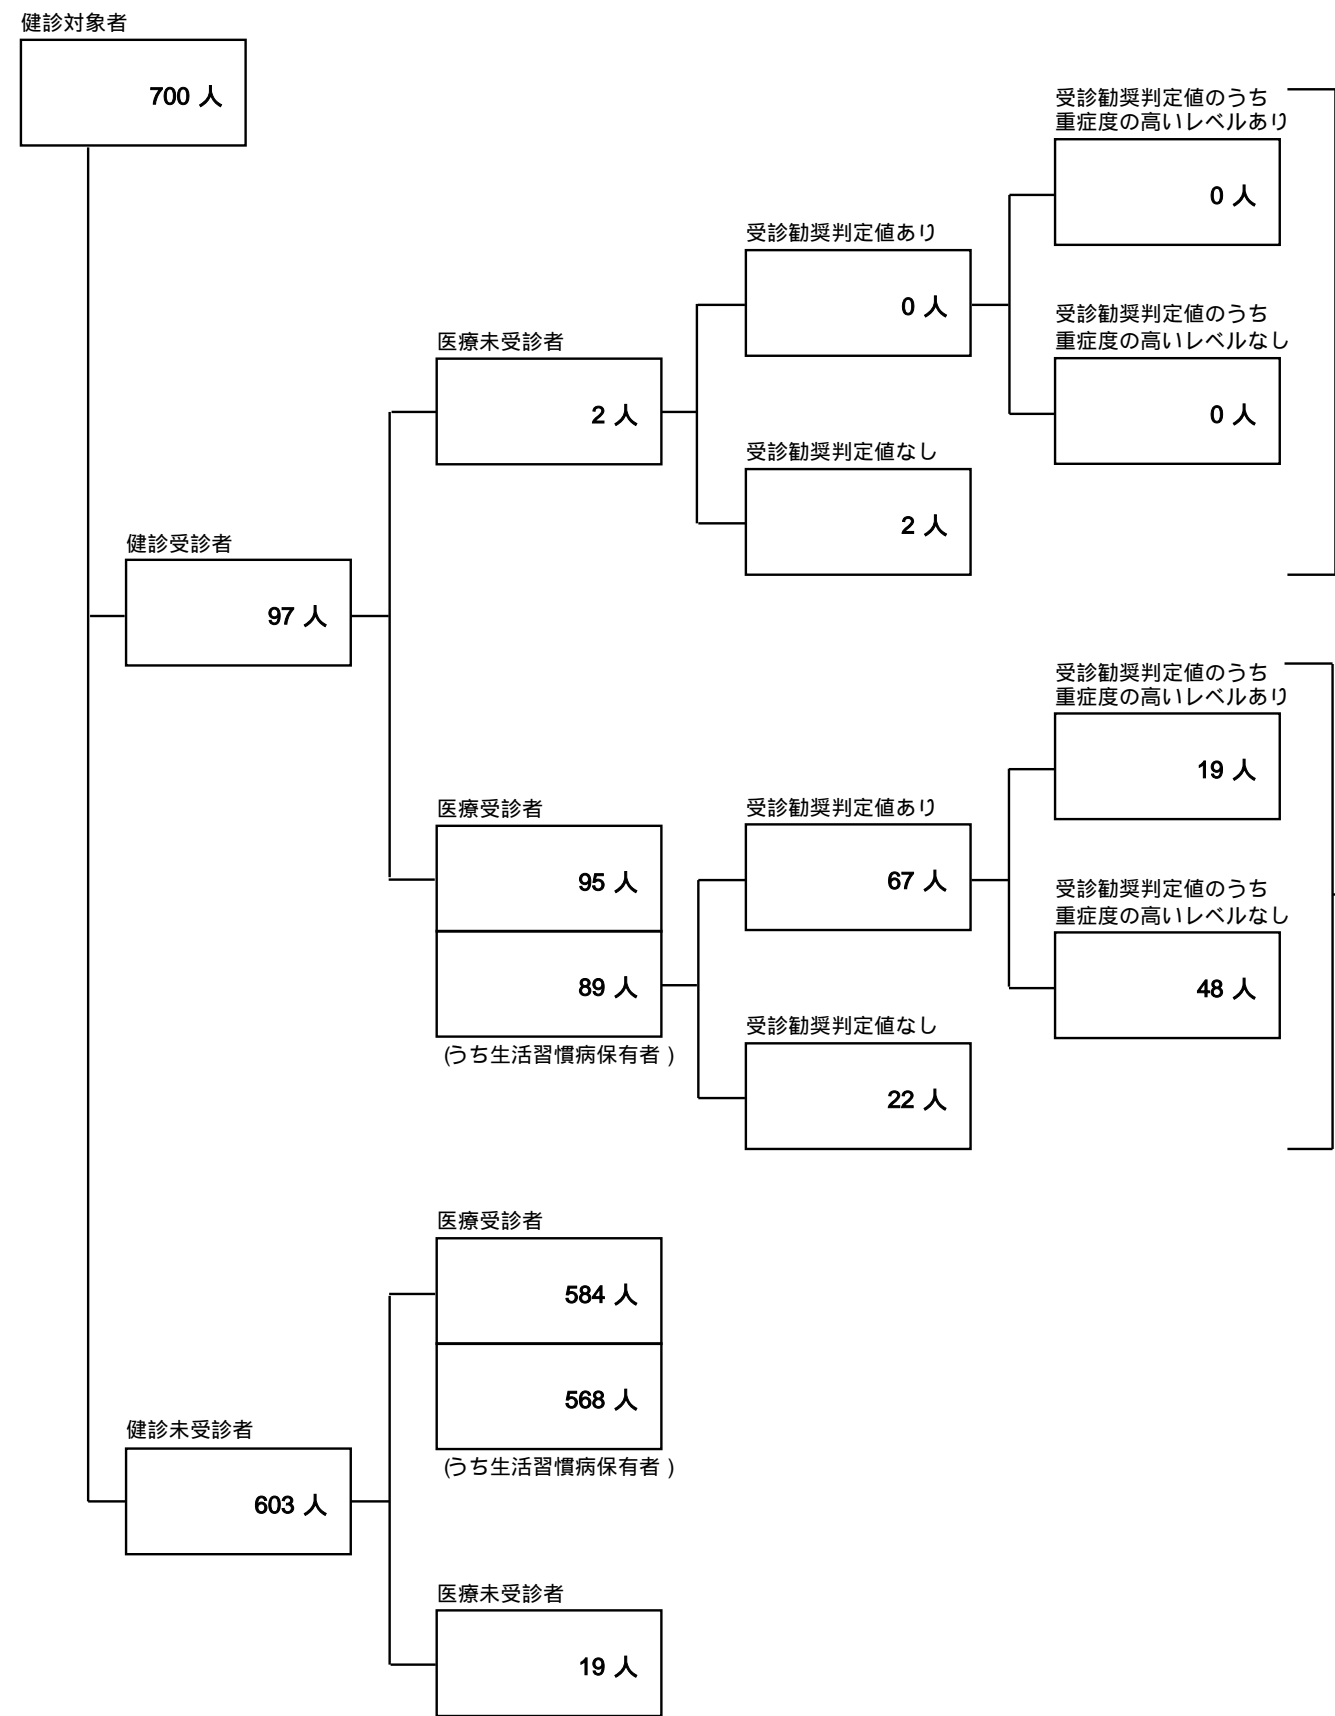 健診対象者
700 人
受診勧奨判定値のうち
重症度の高いレベルあり
0 人
受診勧奨判定値あり
0 人
受診勧奨判定値のうち
重症度の高いレベルなし
0 人
医療未受診者
2 人
受診勧奨判定値なし
2 人
健診受診者
97 人
受診勧奨判定値のうち
重症度の高いレベルあり
19 人
医療受診者
95 人
89 人
(うち生活習慣病保有者)
受診勧奨判定値あり
67 人
受診勧奨判定値のうち
重症度の高いレベルなし
48 人
受診勧奨判定値なし
22 人
医療受診者
584 人
568 人
(うち生活習慣病保有者)
健診未受診者
603 人
医療未受診者
19 人